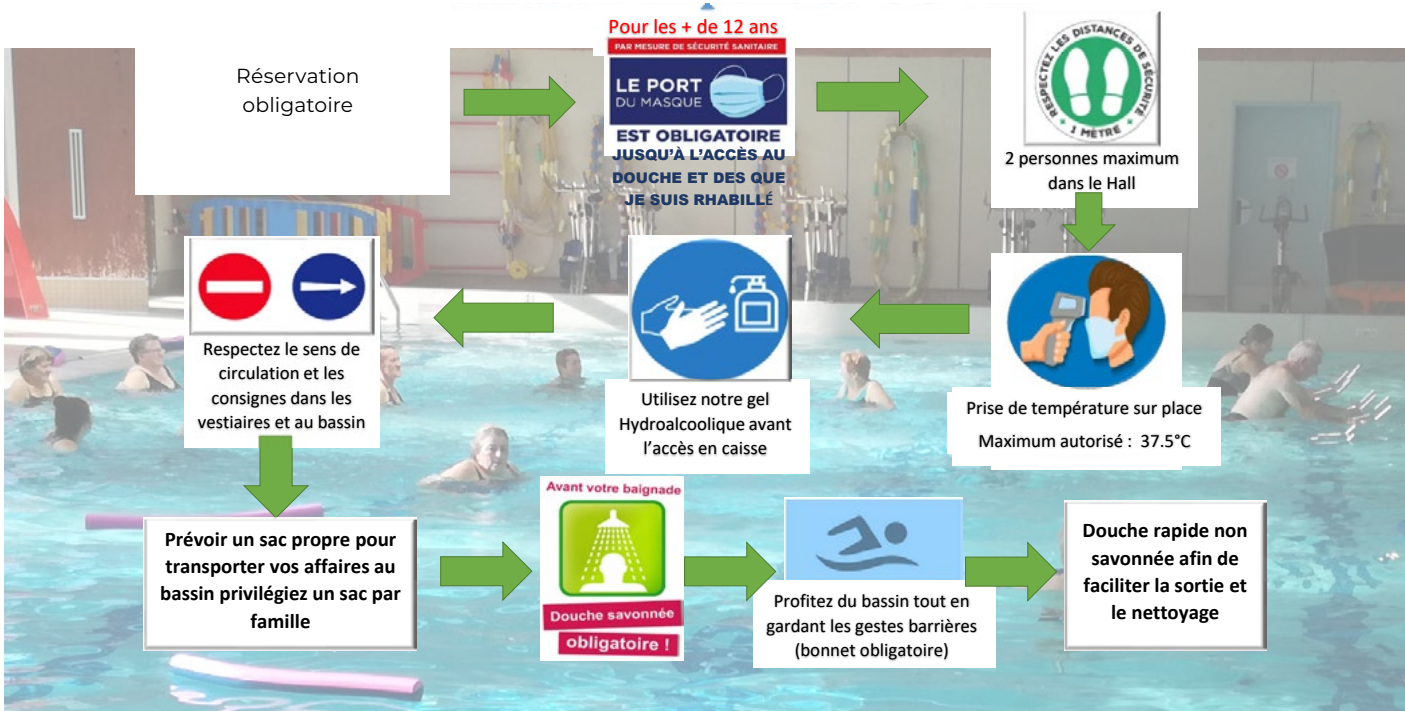 Réservation
obligatoire
Pour les + de 12 ans
PAR MESURE DE SÉCURITÉ SANITAIRE
LE PORT
DU MASQUE
EST OBLIGATOIRE
JUSQU'À L'ACCÈS AU
DOUCHE ET DES QUE
JE SUIS RHABILLÉ
RESPECTEZ LES DISTANCES DE SÉCURITÉ
+ 1 MÈTRE +
2 personnes maximum
dans le Hall
Prise de température sur place
Maximum autorisé : 37.5°C
Utilisez notre gel
Hydroalcoolique avant
l'accès en caisse
Respectez le sens de
circulation et les
consignes dans les
vestiaires et au bassin
Prévoir un sac propre pour
transporter vos affaires au
bassin privilégiez un sac par
famille
Avant votre baignade
Douche savonnée
obligatoire !
Profitez du bassin tout en
gardant les gestes barrières
(bonnet obligatoire)
Douche rapide non
savonnée afin de
faciliter la sortie et
le nettoyage